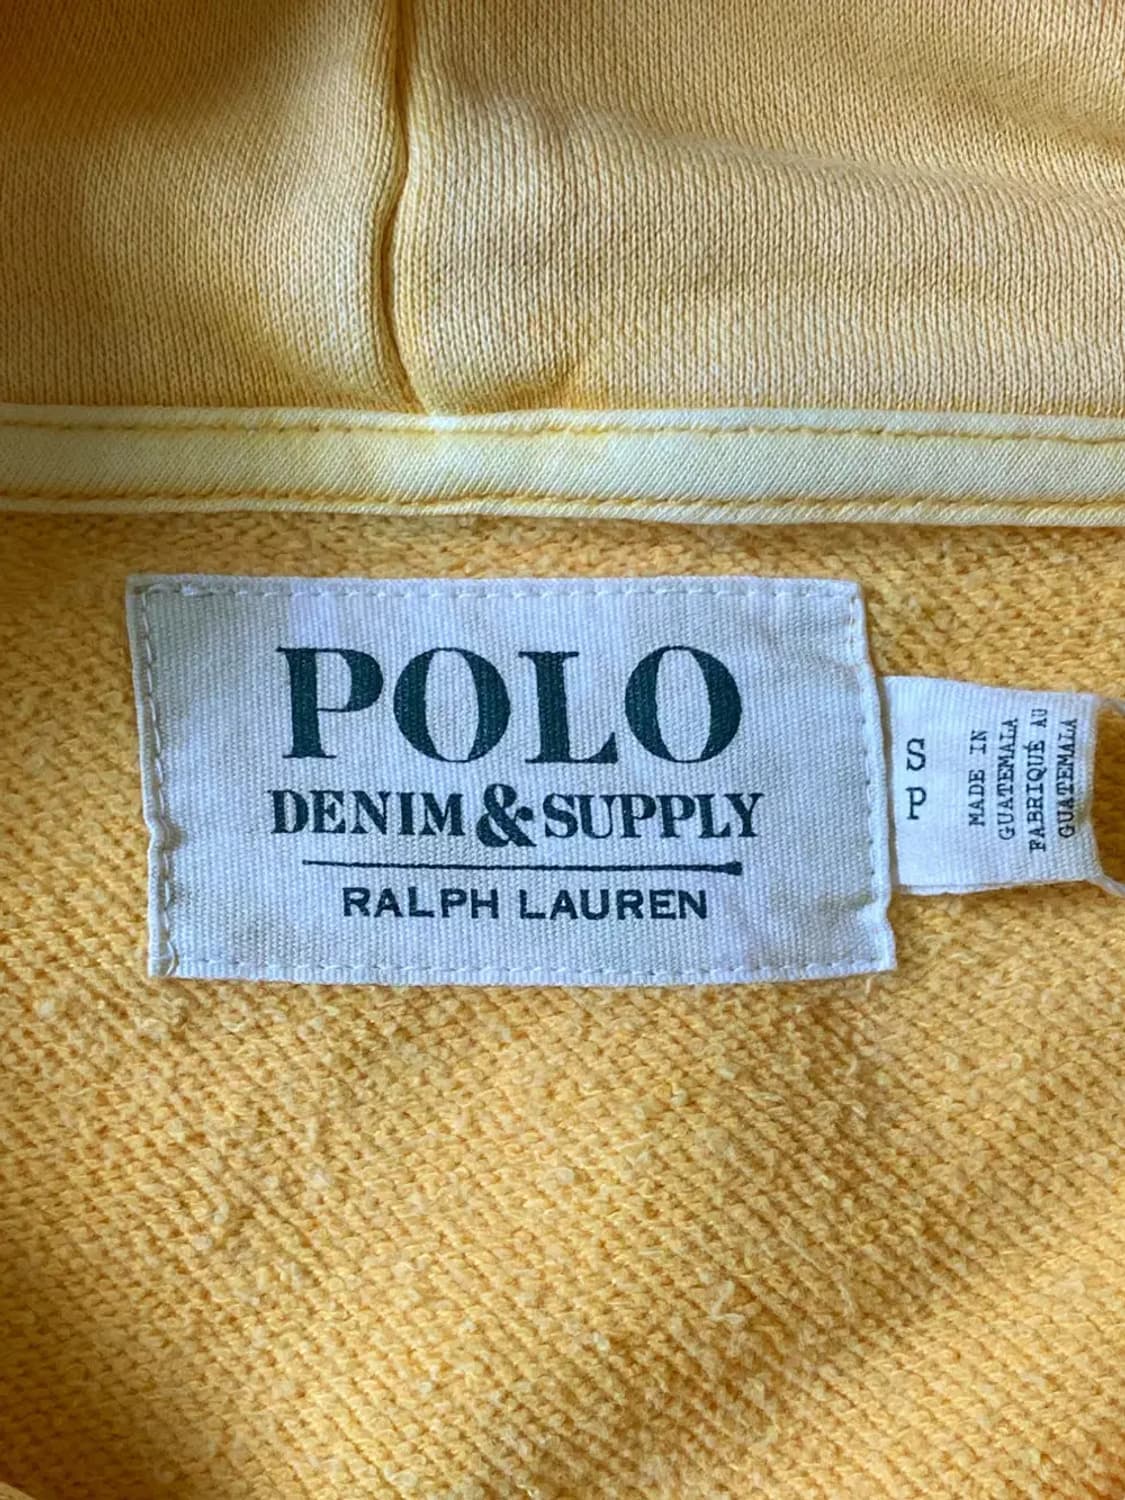 POLO
DENIM & SUPPLY
RALPH LAUREN
S
P
MADE IN
GUATEMALA
FABRIQUÉ AU
GUATEMALA